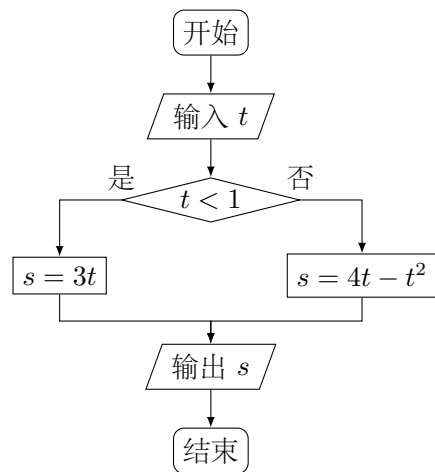 开始
输入 t
是
否
t < 1
s = 3t
s = 4t − t²
输出 s
结束